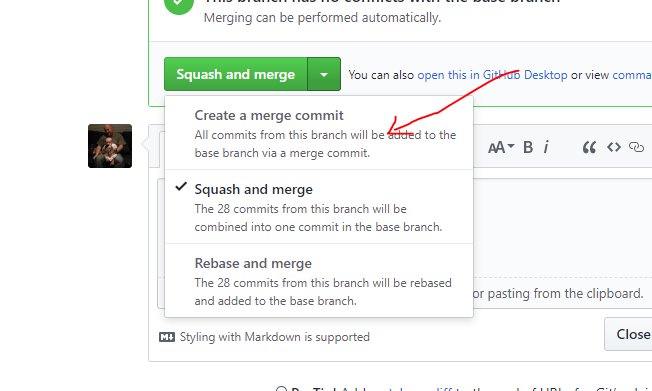 This branch has no conflicts with the base branch
Merging can be performed automatically.
Squash and merge
You can also open this in GitHub Desktop or view comma
Create a merge commit
All commits from this branch will be added to the
base branch via a merge commit.
AA B i
Squash and merge
The 28 commits from this branch will be
combined into one commit in the base branch.
Rebase and merge
The 28 commits from this branch will be rebased
and added to the base branch.
or pasting from the clipboard.
Styling with Markdown is supported
Close